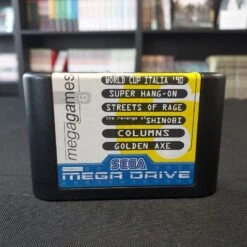 megagames
WORLD CUP ITALIA '90
SUPER HANG-ON
STREETS OF RAGE
the revenge of SHINOBI
COLUMNS
GOLDEN AXE
SEGA
MEGA DRIVE